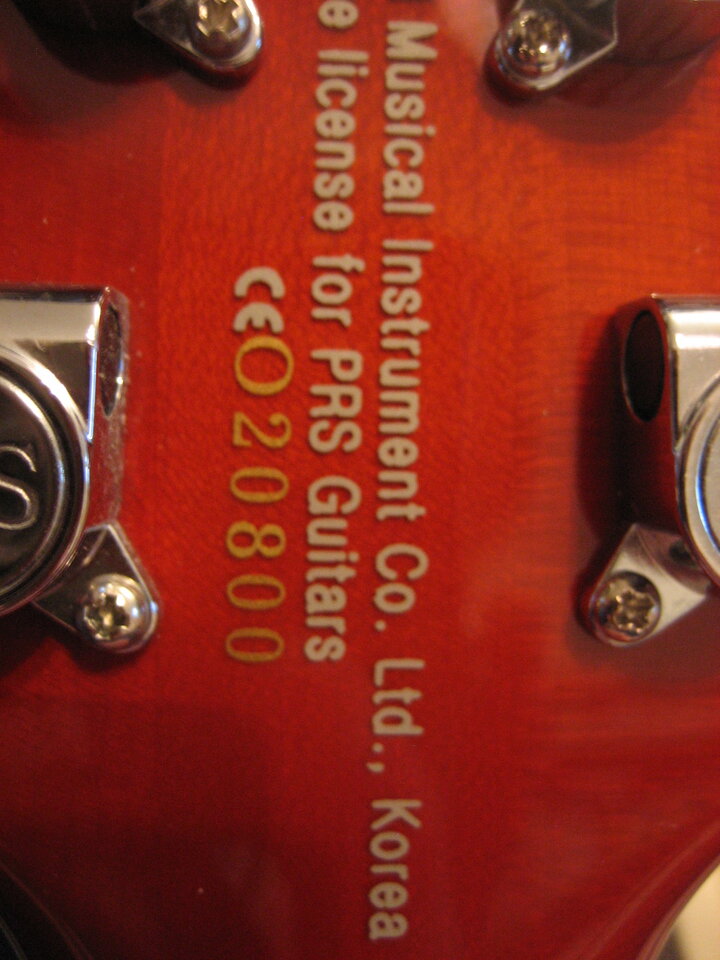 Musical Instrument Co. Ltd., Korea
e license for PRS Guitars
CE O20800
S